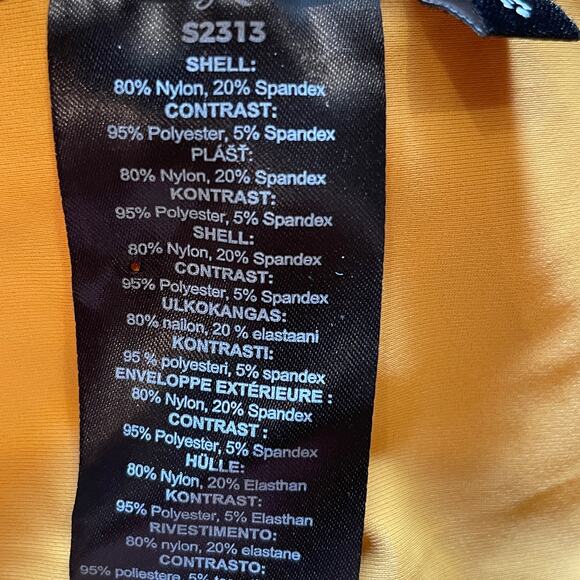 S2313
SHELL:
80% Nylon, 20% Spandex
CONTRAST:
95% Polyester, 5% Spandex
PLÁŠŤ:
80% Nylon, 20% Spandex
KONTRAST:
95% Polyester, 5% Spandex
SHELL:
80% Nylon, 20% Spandex
CONTRAST:
95% Polyester, 5% Spandex
ULKOKANGAS:
80% nailon, 20 % elastaani
KONTRASTI:
95 % polyesteri, 5% spandex
ENVELOPPE EXTÉRIEURE :
80% Nylon, 20% Spandex
CONTRAST :
95% Polyester, 5% Spandex
HÜLLE:
80% Nylon, 20% Elasthan
KONTRAST:
95% Polyester, 5% Elasthan
RIVESTIMENTO:
80% nylon, 20% elastane
CONTRASTO:
95% poliestere, 5%